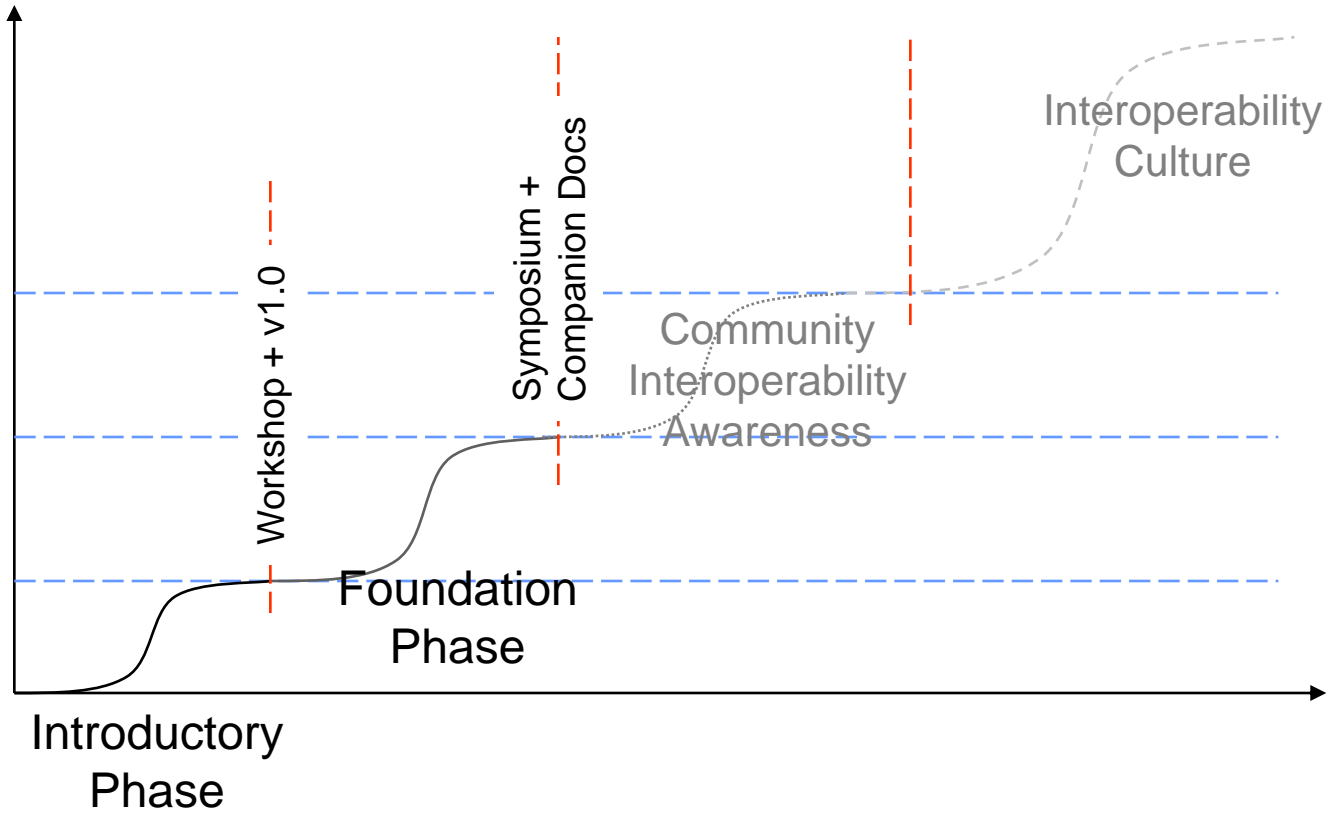 Interoperability
Culture
Workshop + v1.0
Symposium +
Companion Docs
Community
Interoperability
Awareness
Foundation
Phase
Introductory
Phase